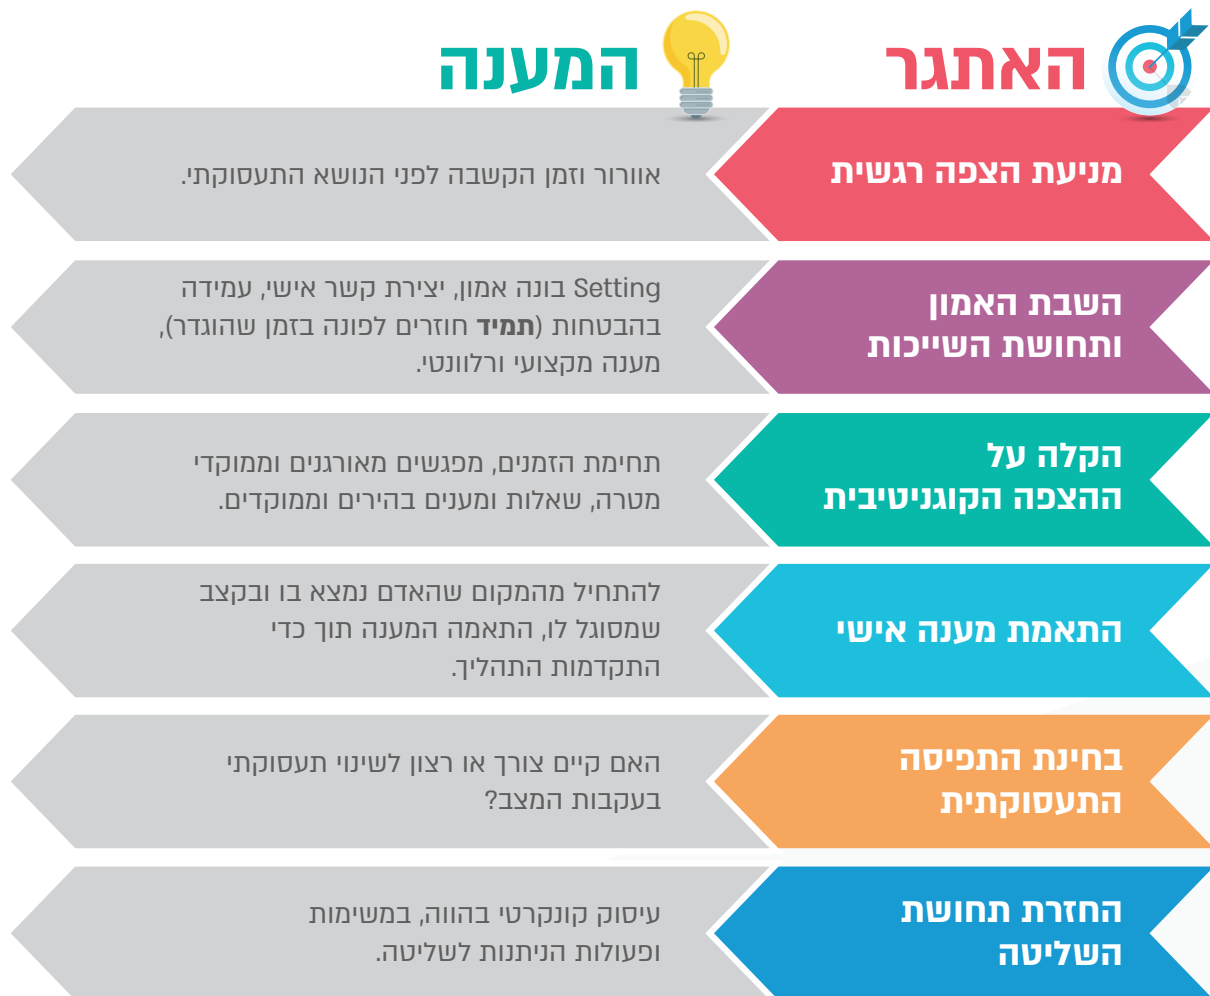 האתגר
המענה
מניעת הצפה רגשית
אוורור וזמן הקשבה לפני הנושא התעסוקתי.
השבת האמון
ותחושת השייכות
Setting בונה אמון, יצירת קשר אישי, עמידה
בהבטחות (תמיד חוזרים לפונה בזמן שהוגדר),
מענה מקצועי ורלוונטי.
הקלה על
ההצפה הקוגניטיבית
תחימת הזמנים, מפגשים מאורגנים וממוקדי
מטרה, שאלות ומענים בהירים וממוקדים.
התאמת מענה אישי
להתחיל מהמקום שהאדם נמצא בו ובקצב
שמסוגל לו, התאמה המענה תוך כדי
התקדמות התהליך.
בחינת התפיסה
התעסוקתית
האם קיים צורך או רצון לשינוי תעסוקתי
בעקבות המצב?
החזרת תחושת
השליטה
עיסוק קונקרטי בהווה, במשימות
ופעולות הניתנות לשליטה.